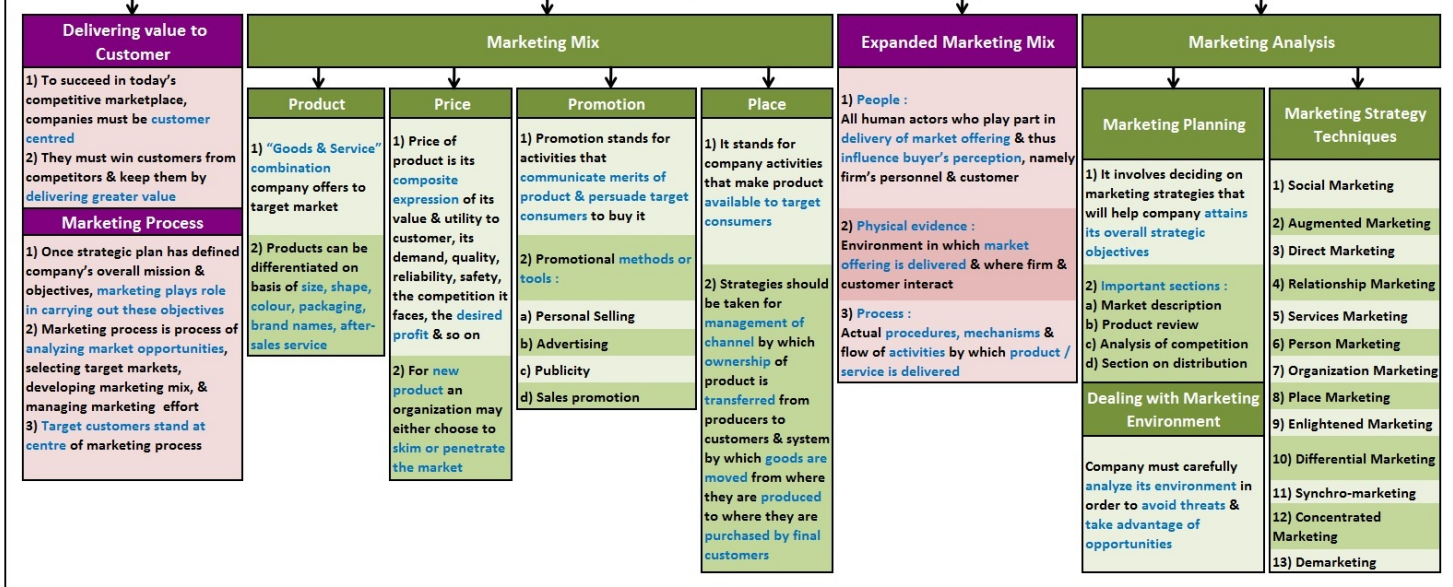 Delivering value to
Customer
1) To succeed in today's
competitive marketplace,
companies must be customer
centred
2) They must win customers from
competitors & keep them by
delivering greater value
Marketing Process
1) Once strategic plan has defined
company's overall mission &
objectives, marketing plays role
in carrying out these objectives
2) Marketing process is process of
analyzing market opportunities,
selecting target markets,
developing marketing mix, &
managing marketing effort
3) Target customers stand at
centre of marketing process
Marketing Mix
Product
1) "Goods & Service"
combination
company offers to
target market
2) Products can be
differentiated on
basis of size, shape,
colour, packaging,
brand names, after-
sales service
Price
1) Price of
product is its
composite
expression of its
value & utility to
customer, its
demand, quality,
reliability, safety,
the competition it
faces, the desired
profit & so on
2) For new
product an
organization may
either choose to
skim or penetrate
the market
Promotion
1) Promotion stands for
activities that
communicate merits of
product & persuade target
consumers to buy it
2) Promotional methods or
tools :
a) Personal Selling
b) Advertising
c) Publicity
d) Sales promotion
Place
1) It stands for
company activities
that make product
available to target
consumers
2) Strategies should
be taken for
management of
channel by which
ownership of
product is
transferred from
producers to
customers & system
by which goods are
moved from where
they are produced
to where they are
purchased by final
customers
Expanded Marketing Mix
1) People :
All human actors who play part in
delivery of market offering & thus
influence buyer's perception, namely
firm's personnel & customer
2) Physical evidence :
Environment in which market
offering is delivered & where firm &
customer interact
3) Process :
Actual procedures, mechanisms &
flow of activities by which product /
service is delivered
Marketing Analysis
Marketing Planning
1) It involves deciding on
marketing strategies that
will help company attains
its overall strategic
objectives
2) Important sections :
a) Market description
b) Product review
c) Analysis of competition
d) Section on distribution
Dealing with Marketing
Environment
Company must carefully
analyze its environment in
order to avoid threats &
take advantage of
opportunities
Marketing Strategy
Techniques
1) Social Marketing
2) Augmented Marketing
3) Direct Marketing
4) Relationship Marketing
5) Services Marketing
6) Person Marketing
7) Organization Marketing
8) Place Marketing
9) Enlightened Marketing
10) Differential Marketing
11) Synchro-marketing
12) Concentrated
Marketing
13) Demarketing